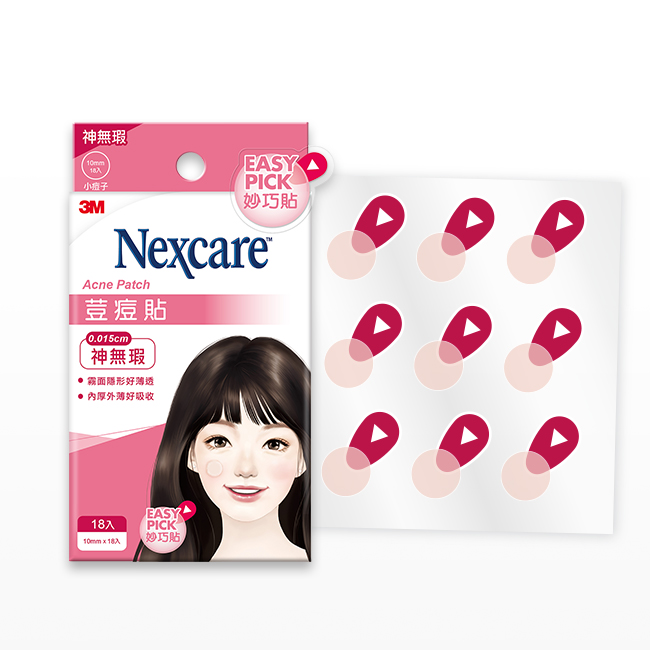 神無瑕
10mm
18入
小痘子
EASY
PICK
妙巧貼
3M
Nexcare™
Acne Patch
荳痘貼
0.015cm
神無瑕
• 霧面隱形好薄透
• 內厚外薄好吸收
EASY
PICK
妙巧貼
18入
10mm x 18入